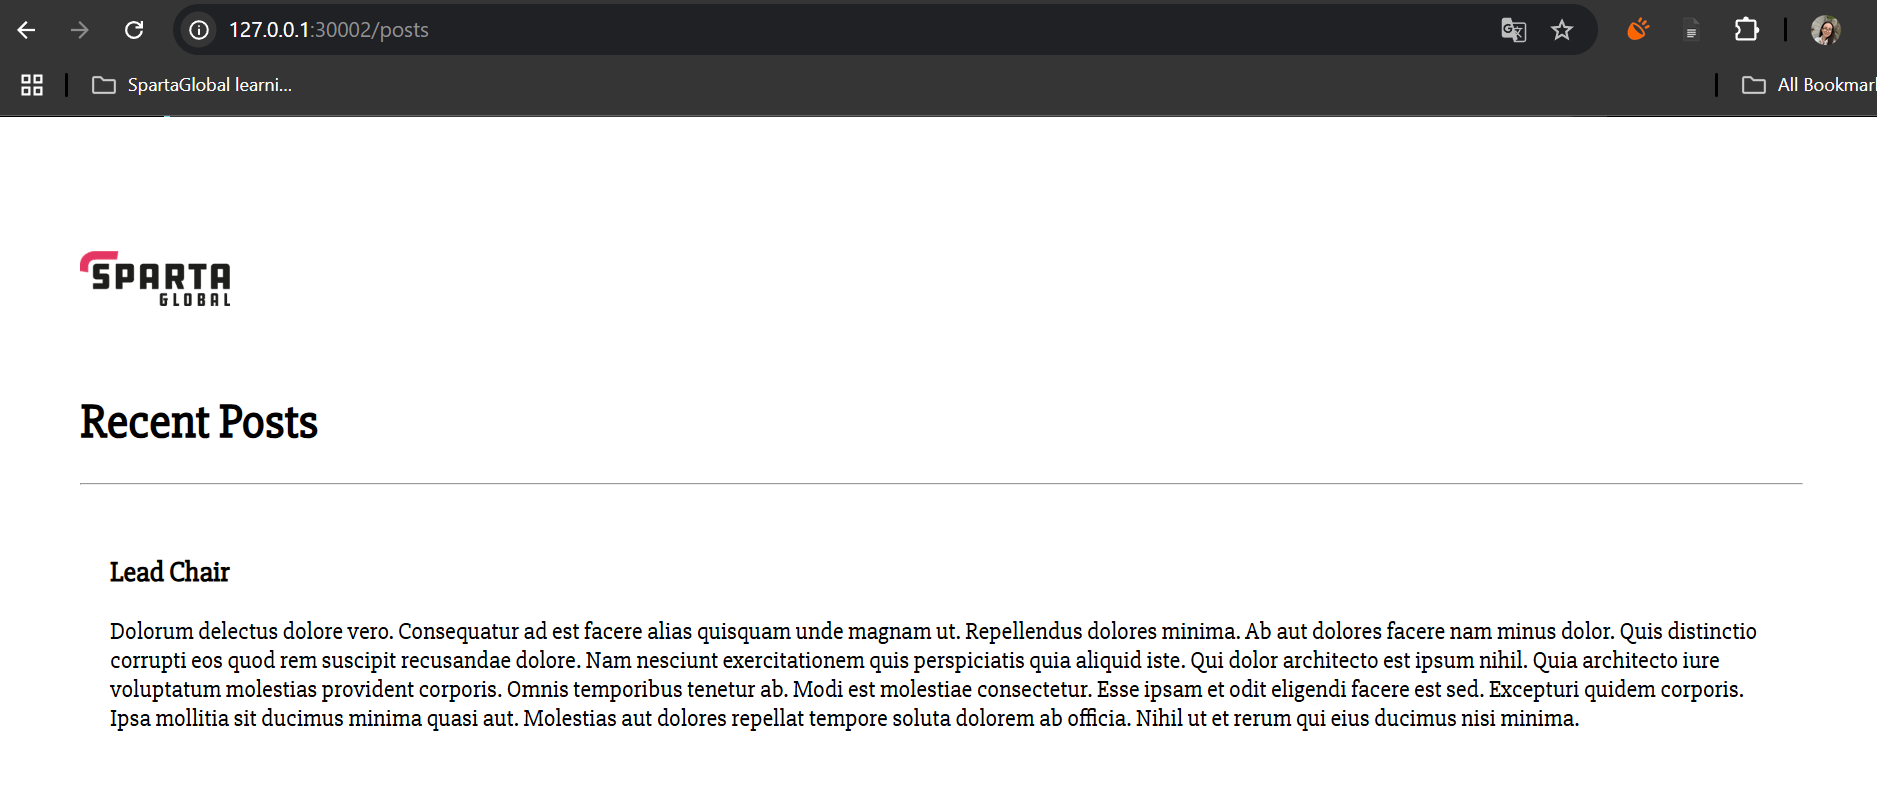 127.0.0.1:30002/posts
SpartaGlobal learni...
All Bookmar
SPARTA
GLOBAL
Recent Posts
Lead Chair
Dolorum delectus dolore vero. Consequatur ad est facere alias quisquam unde magnam ut. Repellendus dolores minima. Ab aut dolores facere nam minus dolor. Quis distinctio
corrupti eos quod rem suscipit recusandae dolore. Nam nesciunt exercitationem quis perspiciatis quia aliquid iste. Qui dolor architecto est ipsum nihil. Quia architecto iure
voluptatum molestias provident corporis. Omnis temporibus tenetur ab. Modi est molestiae consectetur. Esse ipsam et odit eligendi facere est sed. Excepturi quidem corporis.
Ipsa mollitia sit ducimus minima quasi aut. Molestias aut dolores repellat tempore soluta dolorem ab officia. Nihil ut et rerum qui eius ducimus nisi minima.